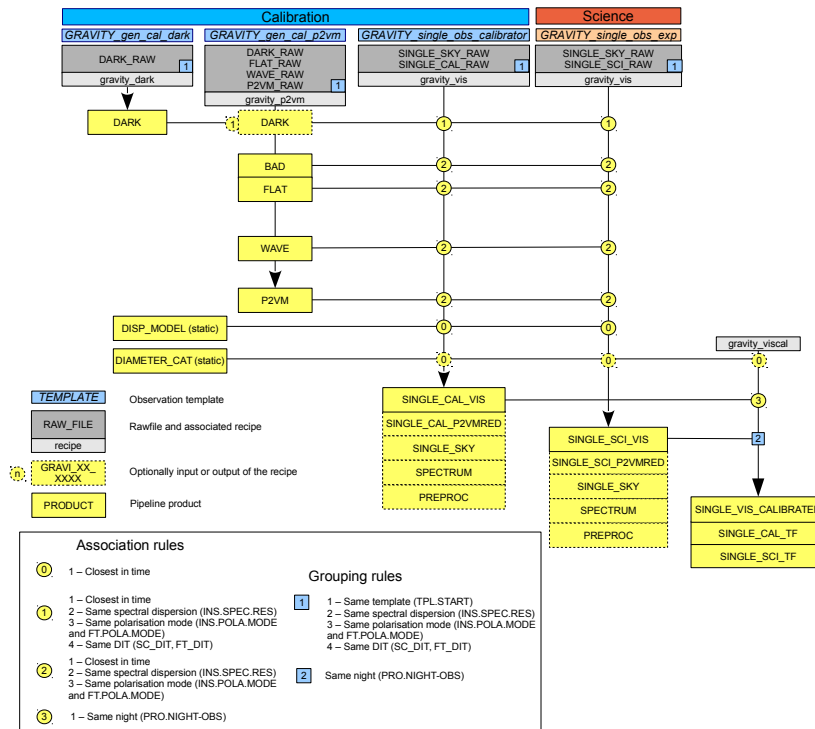 Calibration
Science
GRAVITY_gen_cal_dark
GRAVITY_gen_cal_p2vm
GRAVITY_single_obs_calibrator
GRAVITY_single_obs_exp
DARK_RAW
1
gravity_dark
DARK_RAW
FLAT_RAW
WAVE_RAW
P2VM_RAW
1
gravity_p2vm
SINGLE_SKY_RAW
SINGLE_CAL_RAW
1
gravity_vis
SINGLE_SKY_RAW
SINGLE_SCI_RAW
1
gravity_vis
DARK
1
DARK
1
1
BAD
2
2
FLAT
2
2
WAVE
2
2
P2VM
2
2
DISP_MODEL (static)
0
0
gravity_viscal
DIAMETER_CAT (static)
0
0
0
SINGLE_CAL_VIS
3
SINGLE_CAL_P2VMRED
SINGLE_SKY
SPECTRUM
PREPROC
SINGLE_SCI_VIS
2
SINGLE_SCI_P2VMRED
SINGLE_SKY
SPECTRUM
PREPROC
SINGLE_VIS_CALIBRATED
SINGLE_CAL_TF
SINGLE_SCI_TF
TEMPLATE
Observation template
RAW_FILE
recipe
Rawfile and associated recipe
n
GRAVI_XX_
XXXX
Optionally input or output of the recipe
PRODUCT
Pipeline product
Association rules
0
1 – Closest in time
1
1 – Closest in time
2 – Same spectral dispersion (INS.SPEC.RES)
3 – Same polarisation mode (INS.POLA.MODE
and FT.POLA.MODE)
4 – Same DIT (SC_DIT, FT_DIT)
2
1 – Closest in time
2 – Same spectral dispersion (INS.SPEC.RES)
3 – Same polarisation mode (INS.POLA.MODE
and FT.POLA.MODE)
3
1 – Same night (PRO.NIGHT-OBS)
Grouping rules
1
1 – Same template (TPL.START)
2 – Same spectral dispersion (INS.SPEC.RES)
3 – Same polarisation mode (INS.POLA.MODE
and FT.POLA.MODE)
4 – Same DIT (SC_DIT, FT_DIT)
2
Same night (PRO.NIGHT-OBS)